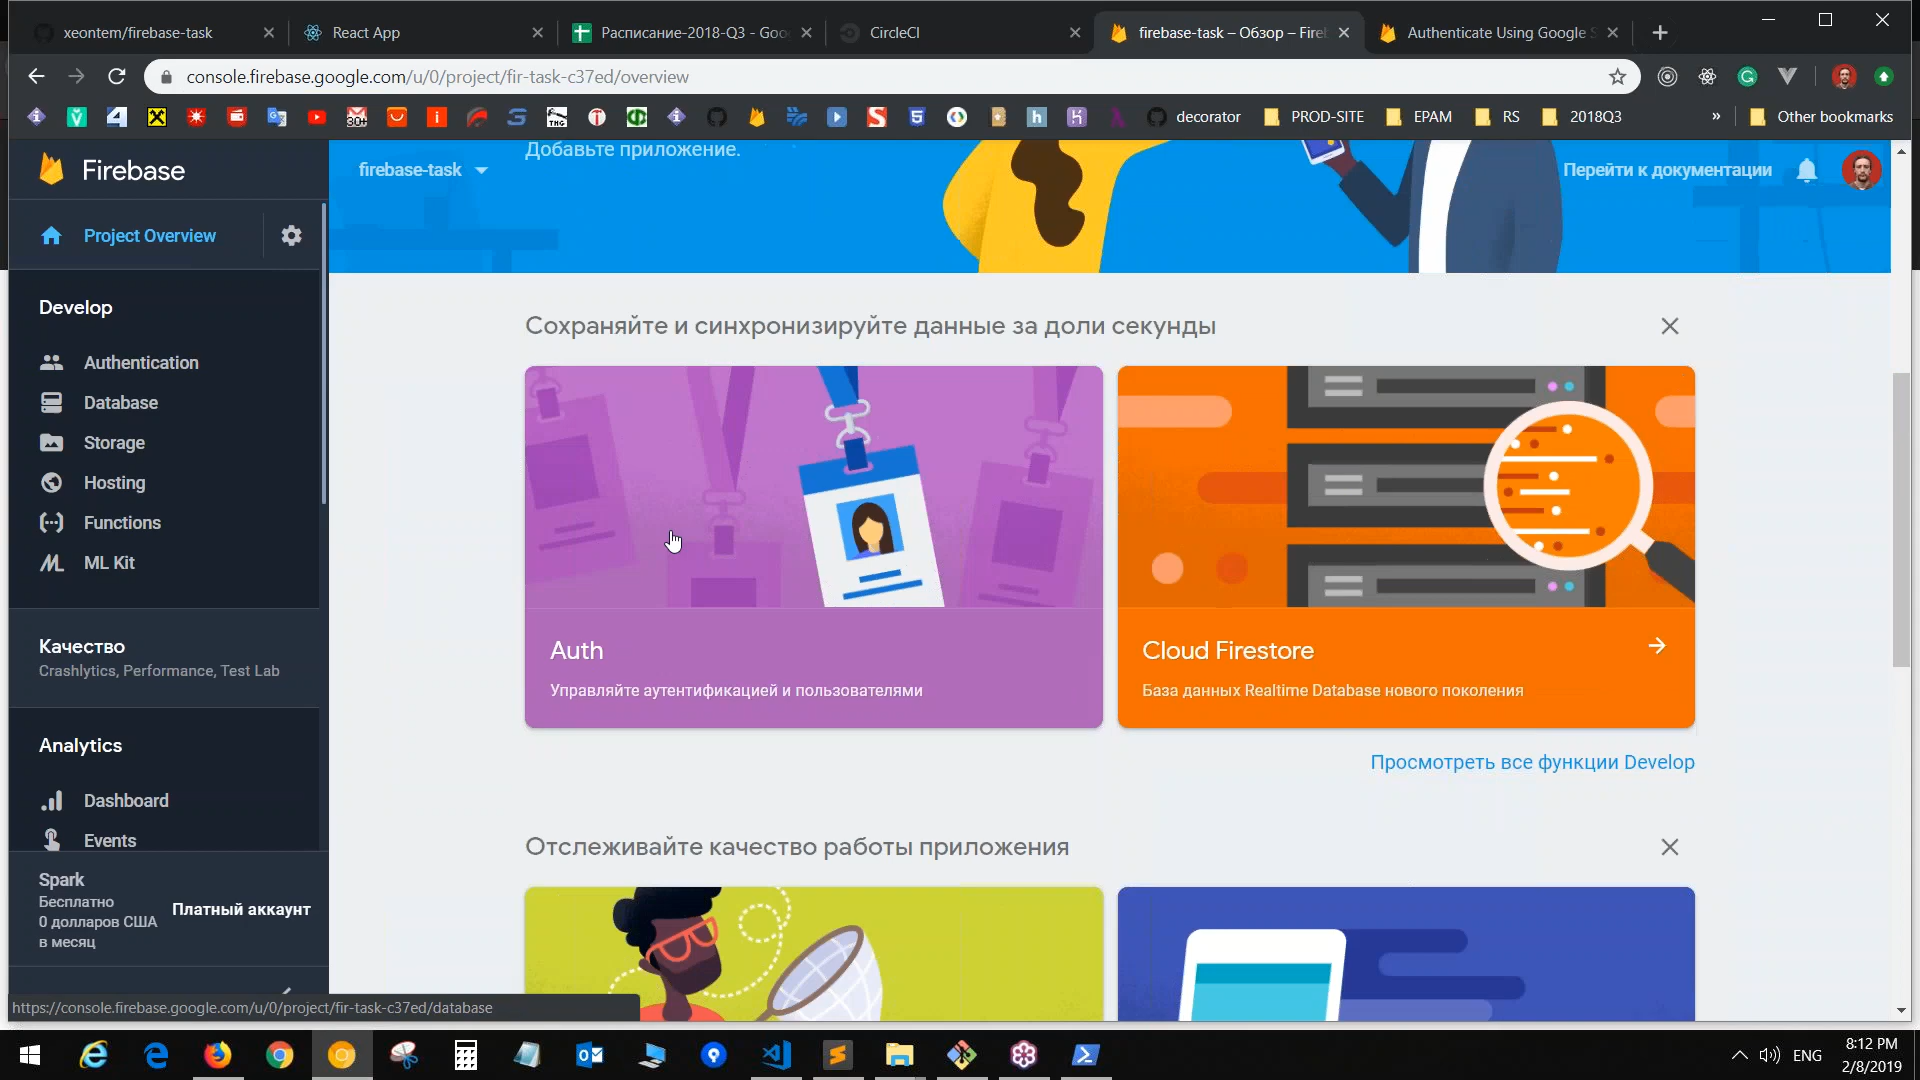 xeontem/firebase-task
React App
Расписание-2018-Q3 - Goo
CircleCI
firebase-task – Обзор – Fire
Authenticate Using Google S
console.firebase.google.com/u/0/project/fir-task-c37ed/overview
decorator
PROD-SITE
EPAM
RS
2018Q3
»
Other bookmarks
Firebase
firebase-task
Добавьте приложение.
Перейти к документации
Project Overview
Develop
Authentication
Database
Storage
Hosting
Functions
ML Kit
Качество
Crashlytics, Performance, Test Lab
Analytics
Dashboard
Events
Spark
Бесплатно
0 долларов США
в месяц
Платный аккаунт
Сохраняйте и синхронизируйте данные за доли секунды
Auth
Управляйте аутентификацией и пользователями
Cloud Firestore
База данных Realtime Database нового поколения
Просмотреть все функции Develop
Отслеживайте качество работы приложения
https://console.firebase.google.com/u/0/project/fir-task-c37ed/database
ENG
8:12 PM
2/8/2019